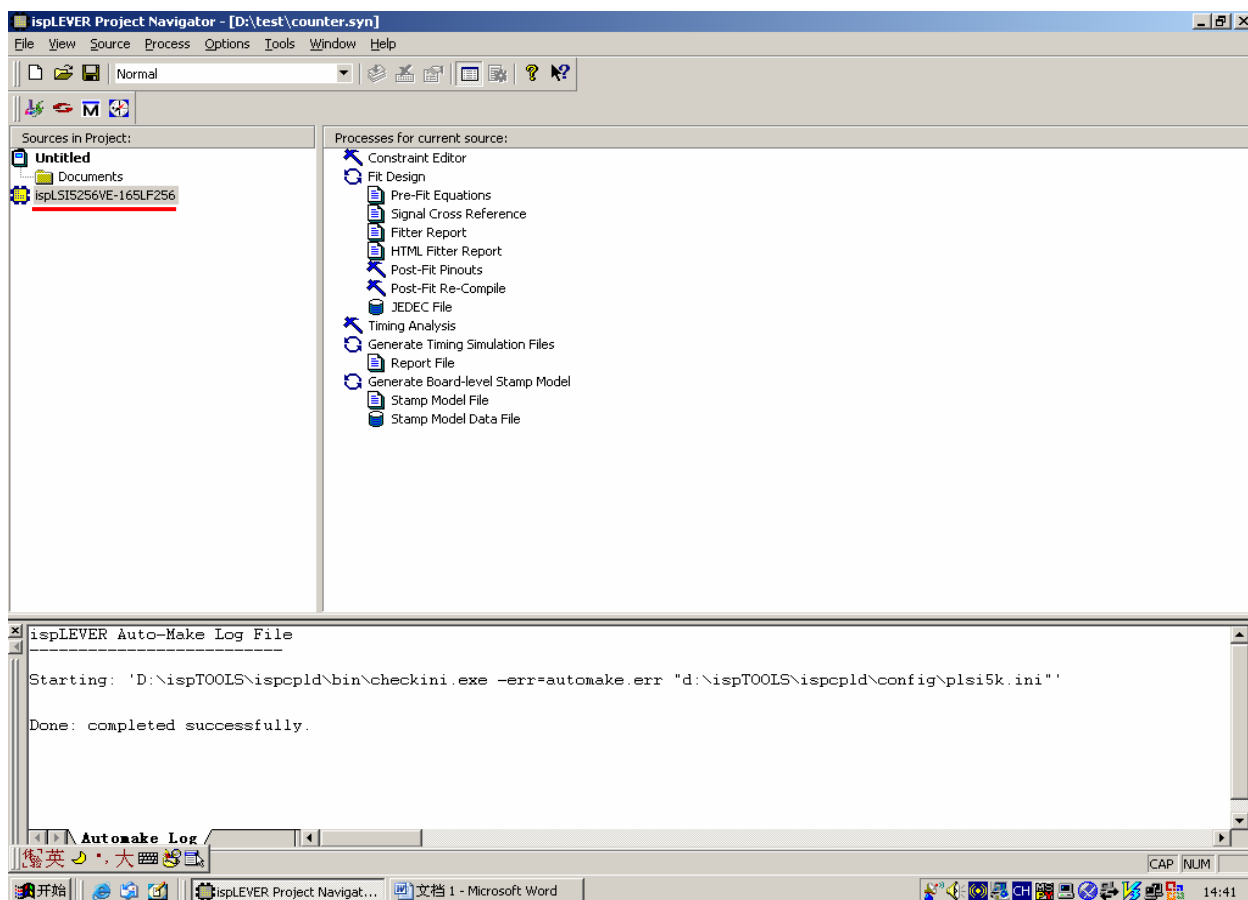 ispLEVER Project Navigator - [D:\test\counter.syn]
File View Source Process Options Tools Window Help
Normal
Sources in Project:
Processes for current source:
Untitled
Documents
ispLSI5256VE-165LF256
Constraint Editor
Fit Design
Pre-Fit Equations
Signal Cross Reference
Fitter Report
HTML Fitter Report
Post-Fit Pinouts
Post-Fit Re-Compile
JEDEC File
Timing Analysis
Generate Timing Simulation Files
Report File
Generate Board-level Stamp Model
Stamp Model File
Stamp Model Data File
ispLEVER Auto-Make Log File
---------------------------
Starting: 'D:\ispTOOLS\ispcpld\bin\checkini.exe -err=automake.err "d:\ispTOOLS\ispcpld\config\plsi5k.ini"'
Done: completed successfully.
Automake Log
英 大
CAP NUM
开始 ispLEVER Project Navigat... 文档 1 - Microsoft Word CH 14:41